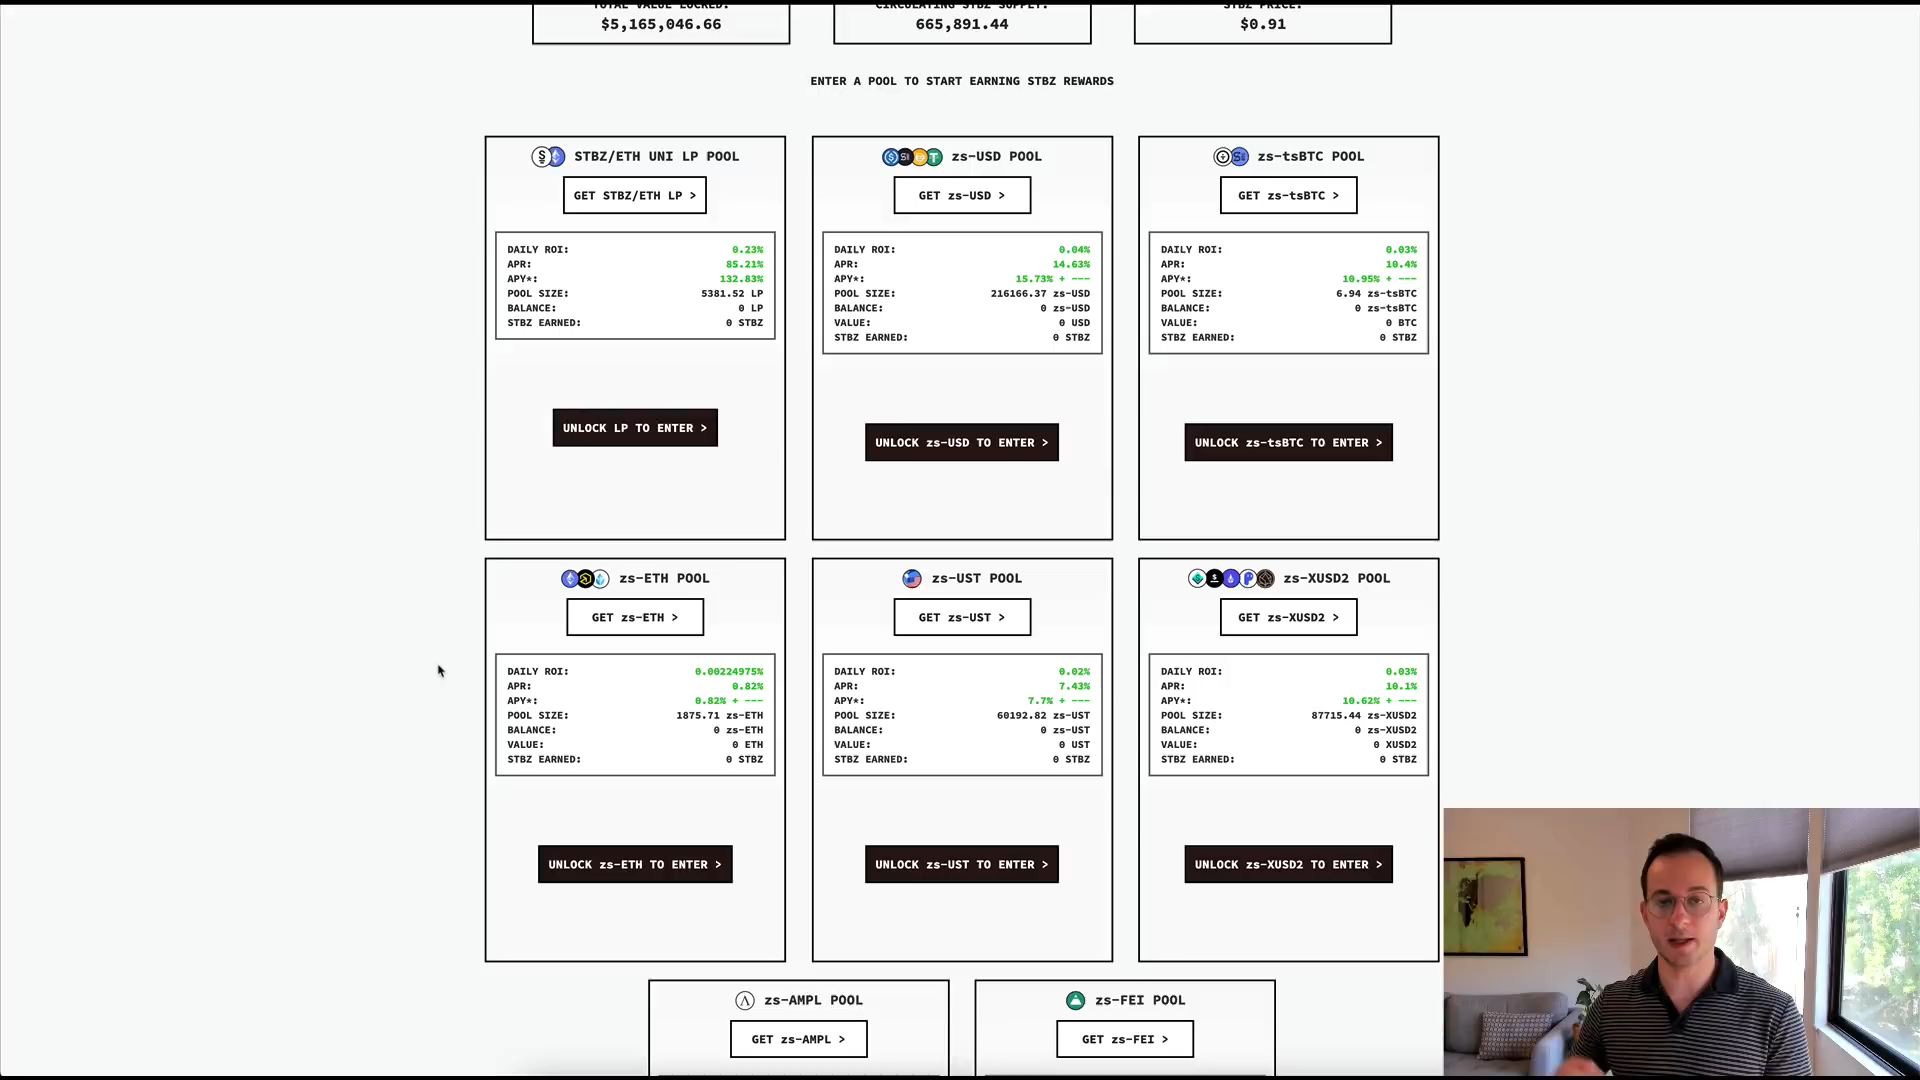 TOTAL VALUE LOCKED:
$5,165,046.66
CIRCULATING STBZ SUPPLY:
665,891.44
STBZ PRICE:
$0.91
ENTER A POOL TO START EARNING STBZ REWARDS
STBZ/ETH UNI LP POOL
GET STBZ/ETH LP >
DAILY ROI: 0.23%
APR: 85.21%
APY*: 132.83%
POOL SIZE: 5381.52 LP
BALANCE: 0 LP
STBZ EARNED: 0 STBZ
UNLOCK LP TO ENTER >
zs-USD POOL
GET zs-USD >
DAILY ROI: 0.04%
APR: 14.63%
APY*: 15.73% + ---
POOL SIZE: 216166.37 zs-USD
BALANCE: 0 zs-USD
VALUE: 0 USD
STBZ EARNED: 0 STBZ
UNLOCK zs-USD TO ENTER >
zs-tsBTC POOL
GET zs-tsBTC >
DAILY ROI: 0.03%
APR: 10.4%
APY*: 10.95% + ---
POOL SIZE: 6.94 zs-tsBTC
BALANCE: 0 zs-tsBTC
VALUE: 0 BTC
STBZ EARNED: 0 STBZ
UNLOCK zs-tsBTC TO ENTER >
zs-ETH POOL
GET zs-ETH >
DAILY ROI: 0.00224975%
APR: 0.82%
APY*: 0.82% + ---
POOL SIZE: 1875.71 zs-ETH
BALANCE: 0 zs-ETH
VALUE: 0 ETH
STBZ EARNED: 0 STBZ
UNLOCK zs-ETH TO ENTER >
zs-UST POOL
GET zs-UST >
DAILY ROI: 0.02%
APR: 7.43%
APY*: 7.7% + ---
POOL SIZE: 60192.82 zs-UST
BALANCE: 0 zs-UST
VALUE: 0 UST
STBZ EARNED: 0 STBZ
UNLOCK zs-UST TO ENTER >
zs-XUSD2 POOL
GET zs-XUSD2 >
DAILY ROI: 0.03%
APR: 10.1%
APY*: 10.62% + ---
POOL SIZE: 87715.44 zs-XUSD2
BALANCE: 0 zs-XUSD2
VALUE: 0 XUSD2
STBZ EARNED: 0 STBZ
UNLOCK zs-XUSD2 TO ENTER >
zs-AMPL POOL
GET zs-AMPL >
zs-FEI POOL
GET zs-FEI >